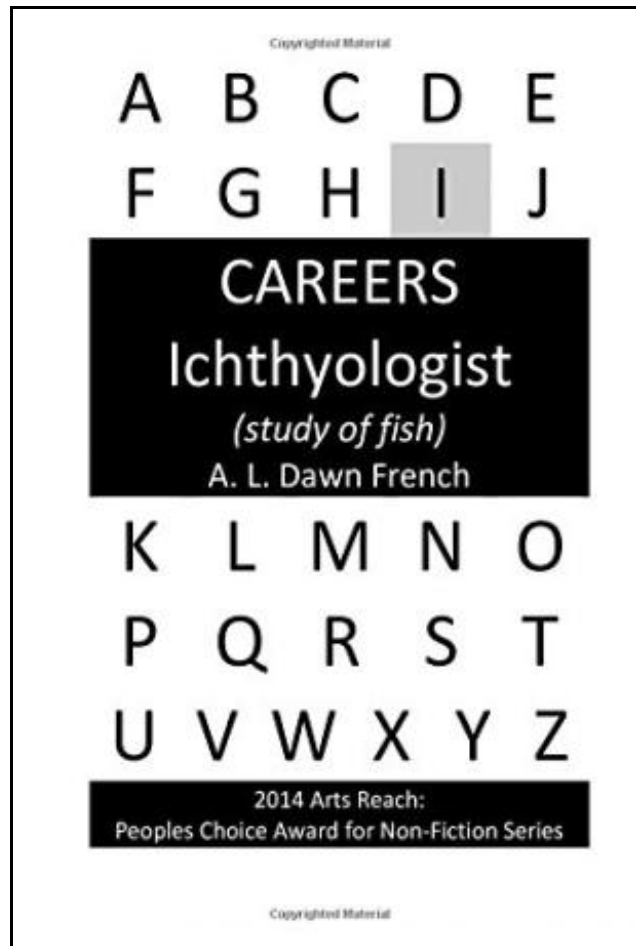 Copyrighted Material
A B C D E
F G H I J
CAREERS
Ichthyologist
(study of fish)
A. L. Dawn French
K L M N O
P Q R S T
U V W X Y Z
2014 Arts Reach:
Peoples Choice Award for Non-Fiction Series
Copyrighted Material